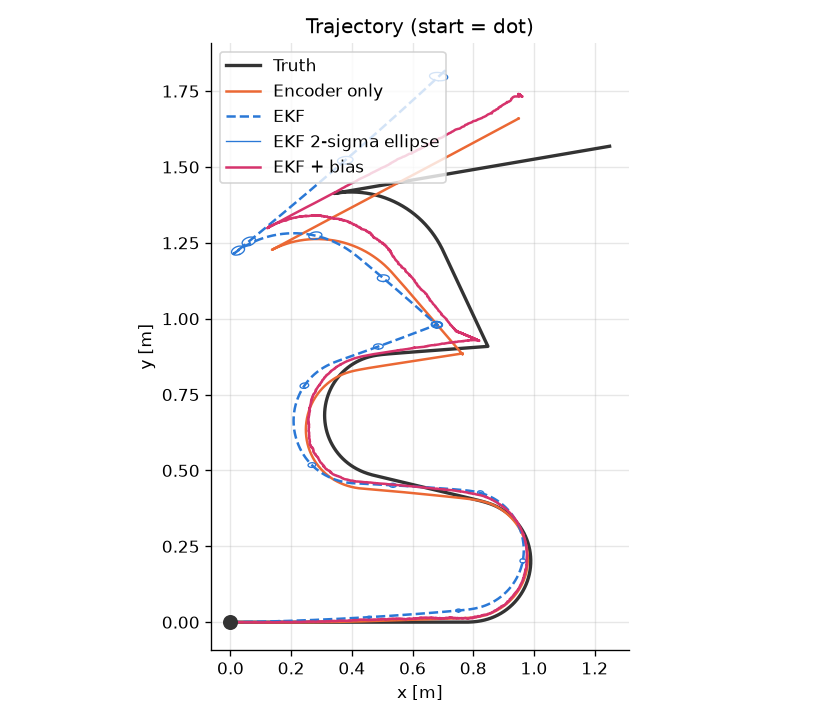 Trajectory (start = dot)
Truth
Encoder only
EKF
EKF 2-sigma ellipse
EKF + bias
1.75
1.50
1.25
1.00
0.75
0.50
0.25
0.00
y [m]
0.0 0.2 0.4 0.6 0.8 1.0 1.2
x [m]